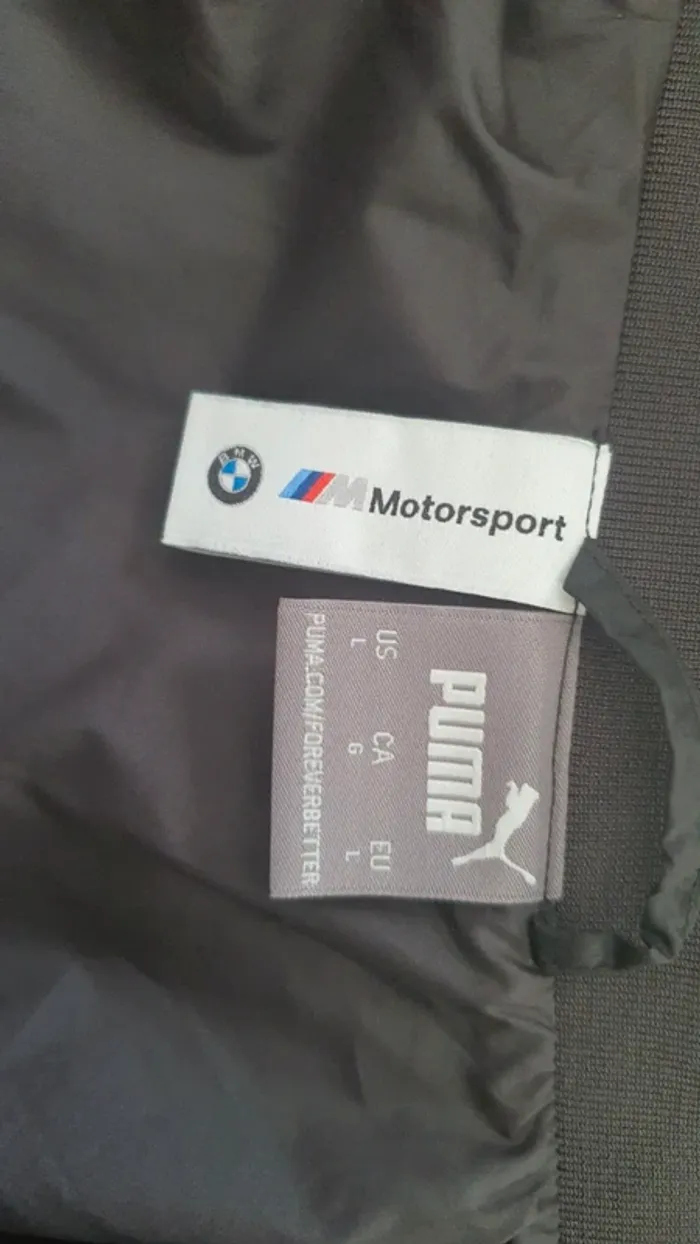 BMW
M Motorsport
PUMA
US CA EU
L G L
PUMA.COM/FOREVERBETTER